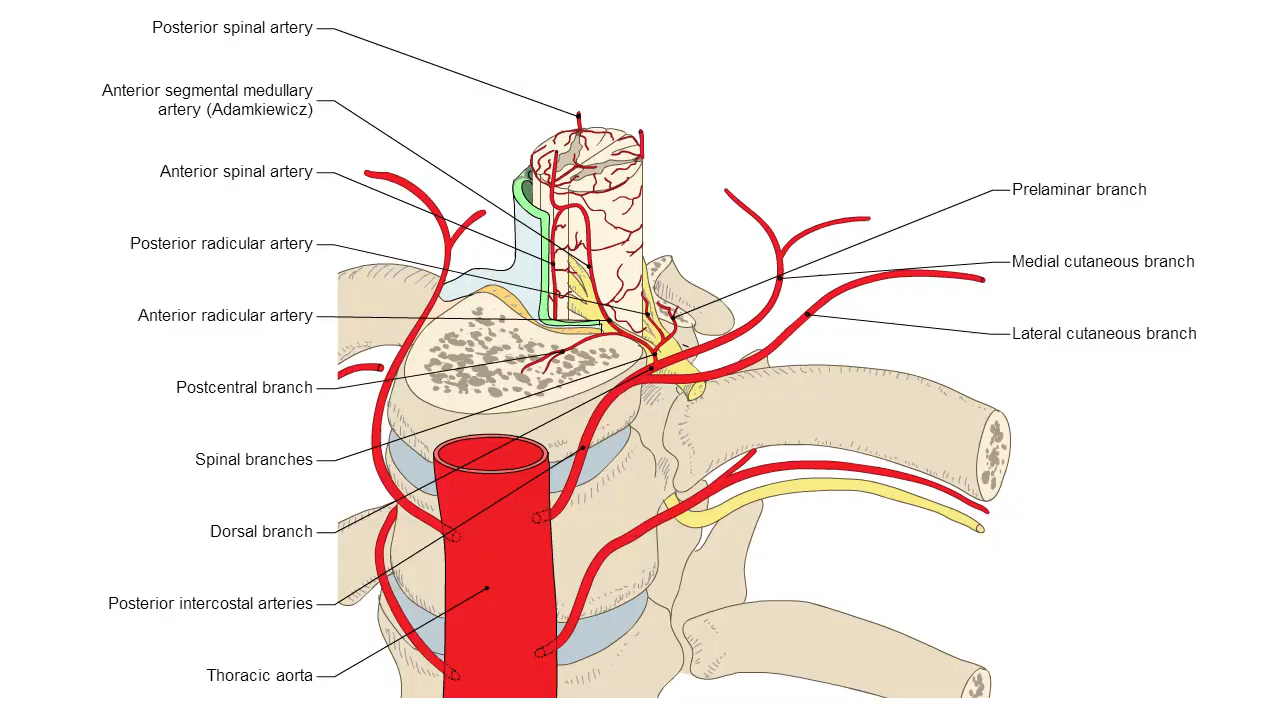 Posterior spinal artery
Anterior segmental medullary
artery (Adamkiewicz)
Anterior spinal artery
Posterior radicular artery
Anterior radicular artery
Postcentral branch
Spinal branches
Dorsal branch
Posterior intercostal arteries
Thoracic aorta
Prelaminar branch
Medial cutaneous branch
Lateral cutaneous branch